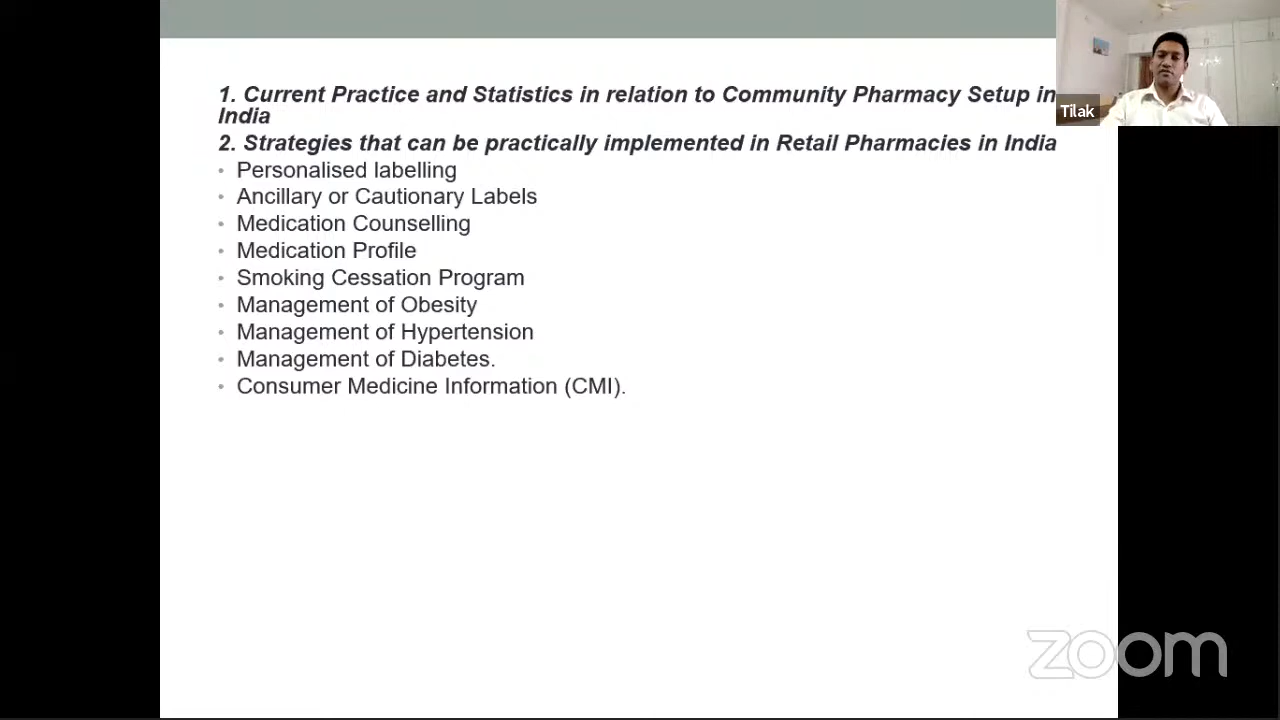 1. Current Practice and Statistics in relation to Community Pharmacy Setup in
India
2. Strategies that can be practically implemented in Retail Pharmacies in India
• Personalised labelling
• Ancillary or Cautionary Labels
• Medication Counselling
• Medication Profile
• Smoking Cessation Program
• Management of Obesity
• Management of Hypertension
• Management of Diabetes.
• Consumer Medicine Information (CMI).
Tilak
zoom